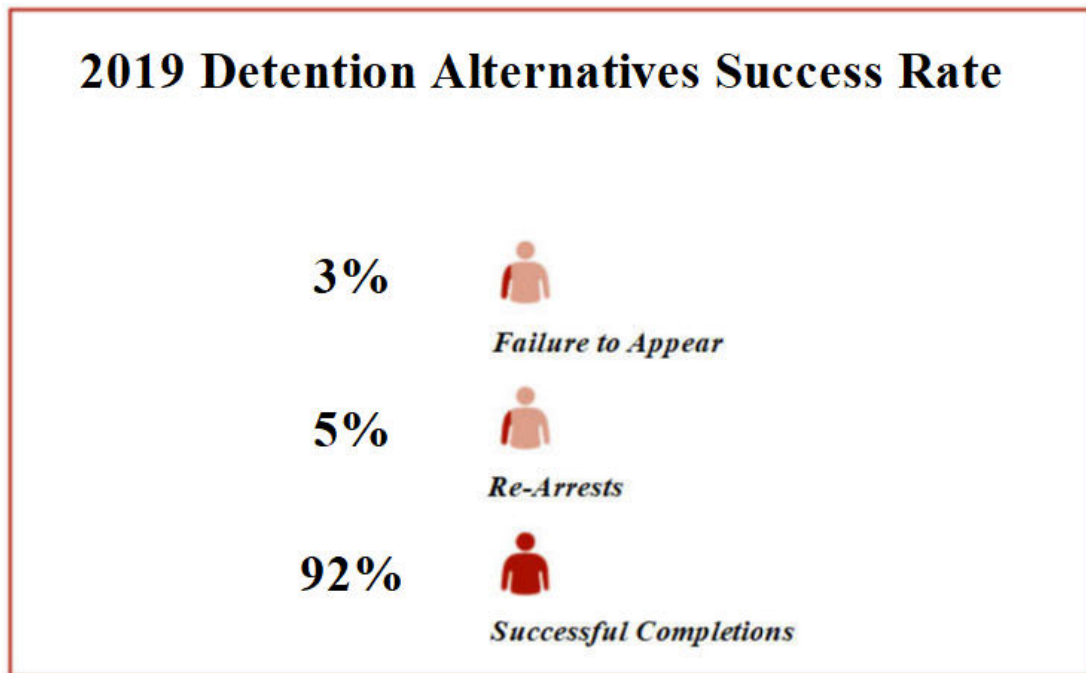 2019 Detention Alternatives Success Rate
3%
Failure to Appear
5%
Re-Arrests
92%
Successful Completions